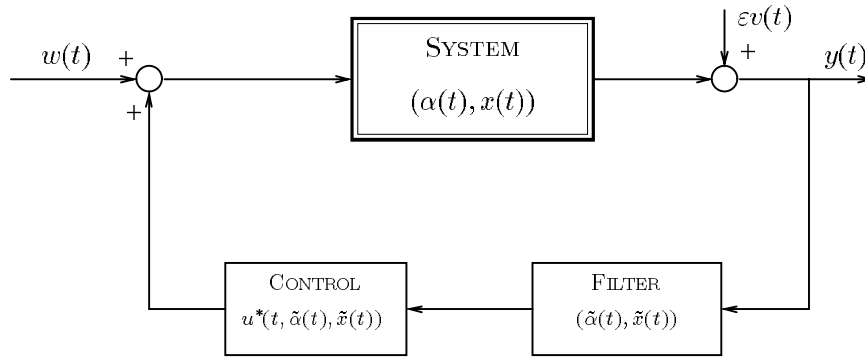 εv(t)
w(t)
+
SYSTEM
+
y(t)
(α(t), x(t))
+
CONTROL
u*(t, α̃(t), x̃(t))
FILTER
(α̃(t), x̃(t))